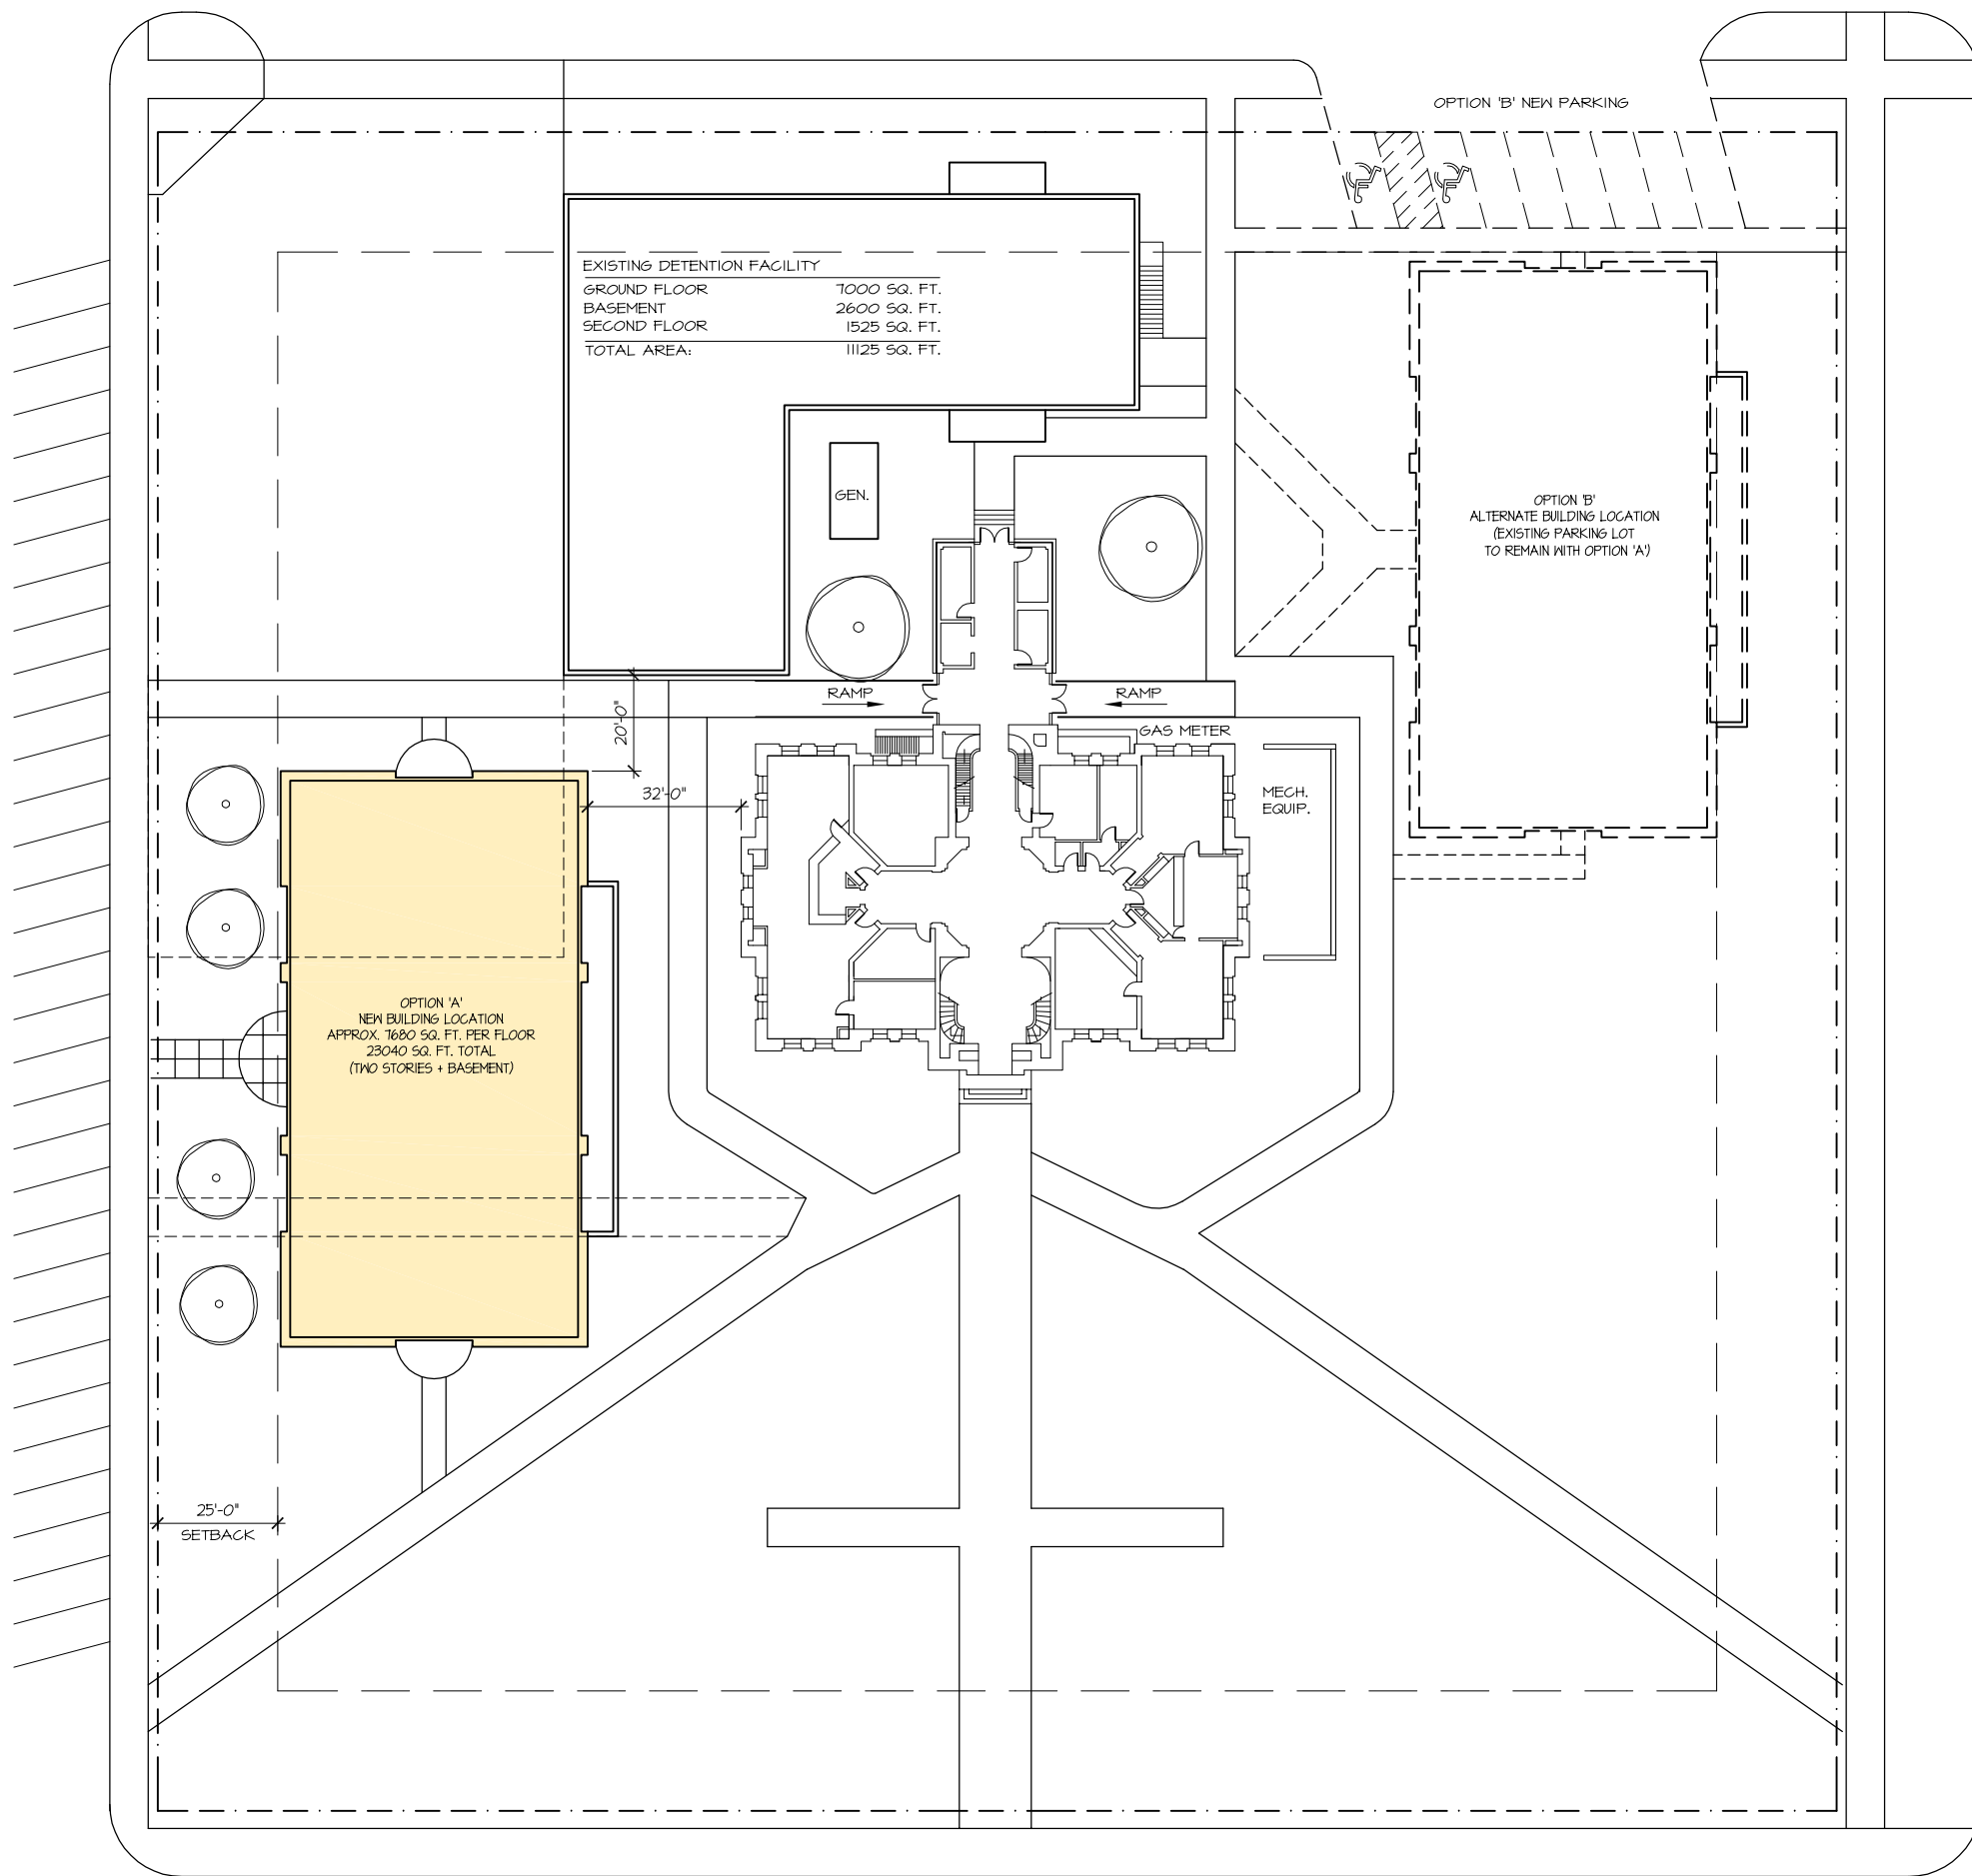 OPTION 'B' NEW PARKING
EXISTING DETENTION FACILITY
GROUND FLOOR 7000 SQ. FT.
BASEMENT 2600 SQ. FT.
SECOND FLOOR 1525 SQ. FT.
TOTAL AREA: 11125 SQ. FT.
GEN.
OPTION 'B'
ALTERNATE BUILDING LOCATION
(EXISTING PARKING LOT
TO REMAIN WITH OPTION 'A')
RAMP
RAMP
20'-0"
GAS METER
32'-0"
MECH.
EQUIP.
OPTION 'A'
NEW BUILDING LOCATION
APPROX. 7680 SQ. FT. PER FLOOR
23040 SQ. FT. TOTAL
(TWO STORIES + BASEMENT)
25'-0"
SETBACK